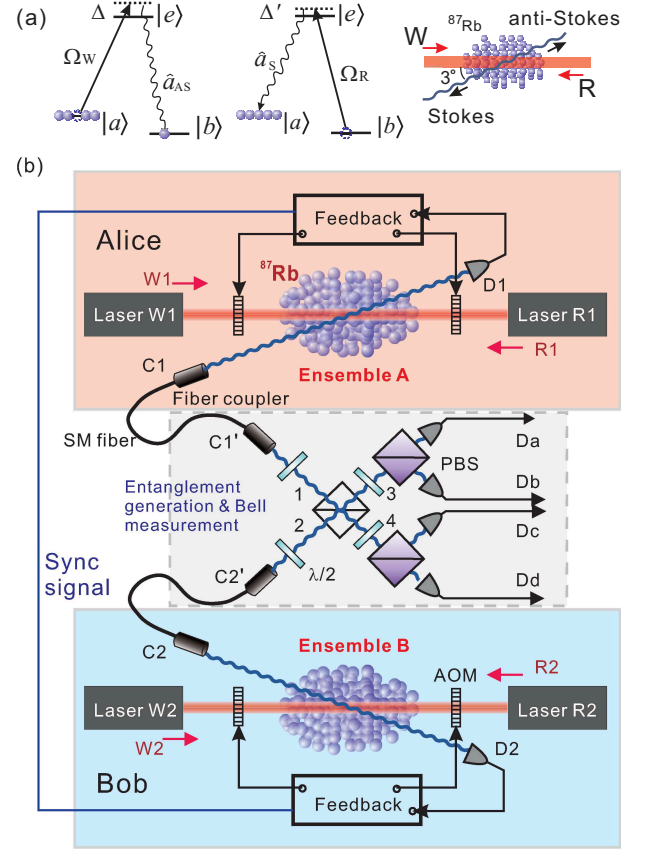 (a)
Δ
|e⟩
Ω_W
â_AS
|a⟩
|b⟩
Δ′
|e⟩
â_S
Ω_R
|a⟩
|b⟩
⁸⁷Rb
anti-Stokes
W
3°
R
Stokes
(b)
Alice
Feedback
W1
⁸⁷Rb
D1
Laser W1
Laser R1
R1
C1
Ensemble A
Fiber coupler
SM fiber
C1'
Da
PBS
Entanglement
generation & Bell
measurement
1
3
Db
2
4
Dc
Sync
signal
C2'
λ/2
Dd
C2
Ensemble B
AOM
R2
Laser W2
Laser R2
W2
D2
Bob
Feedback